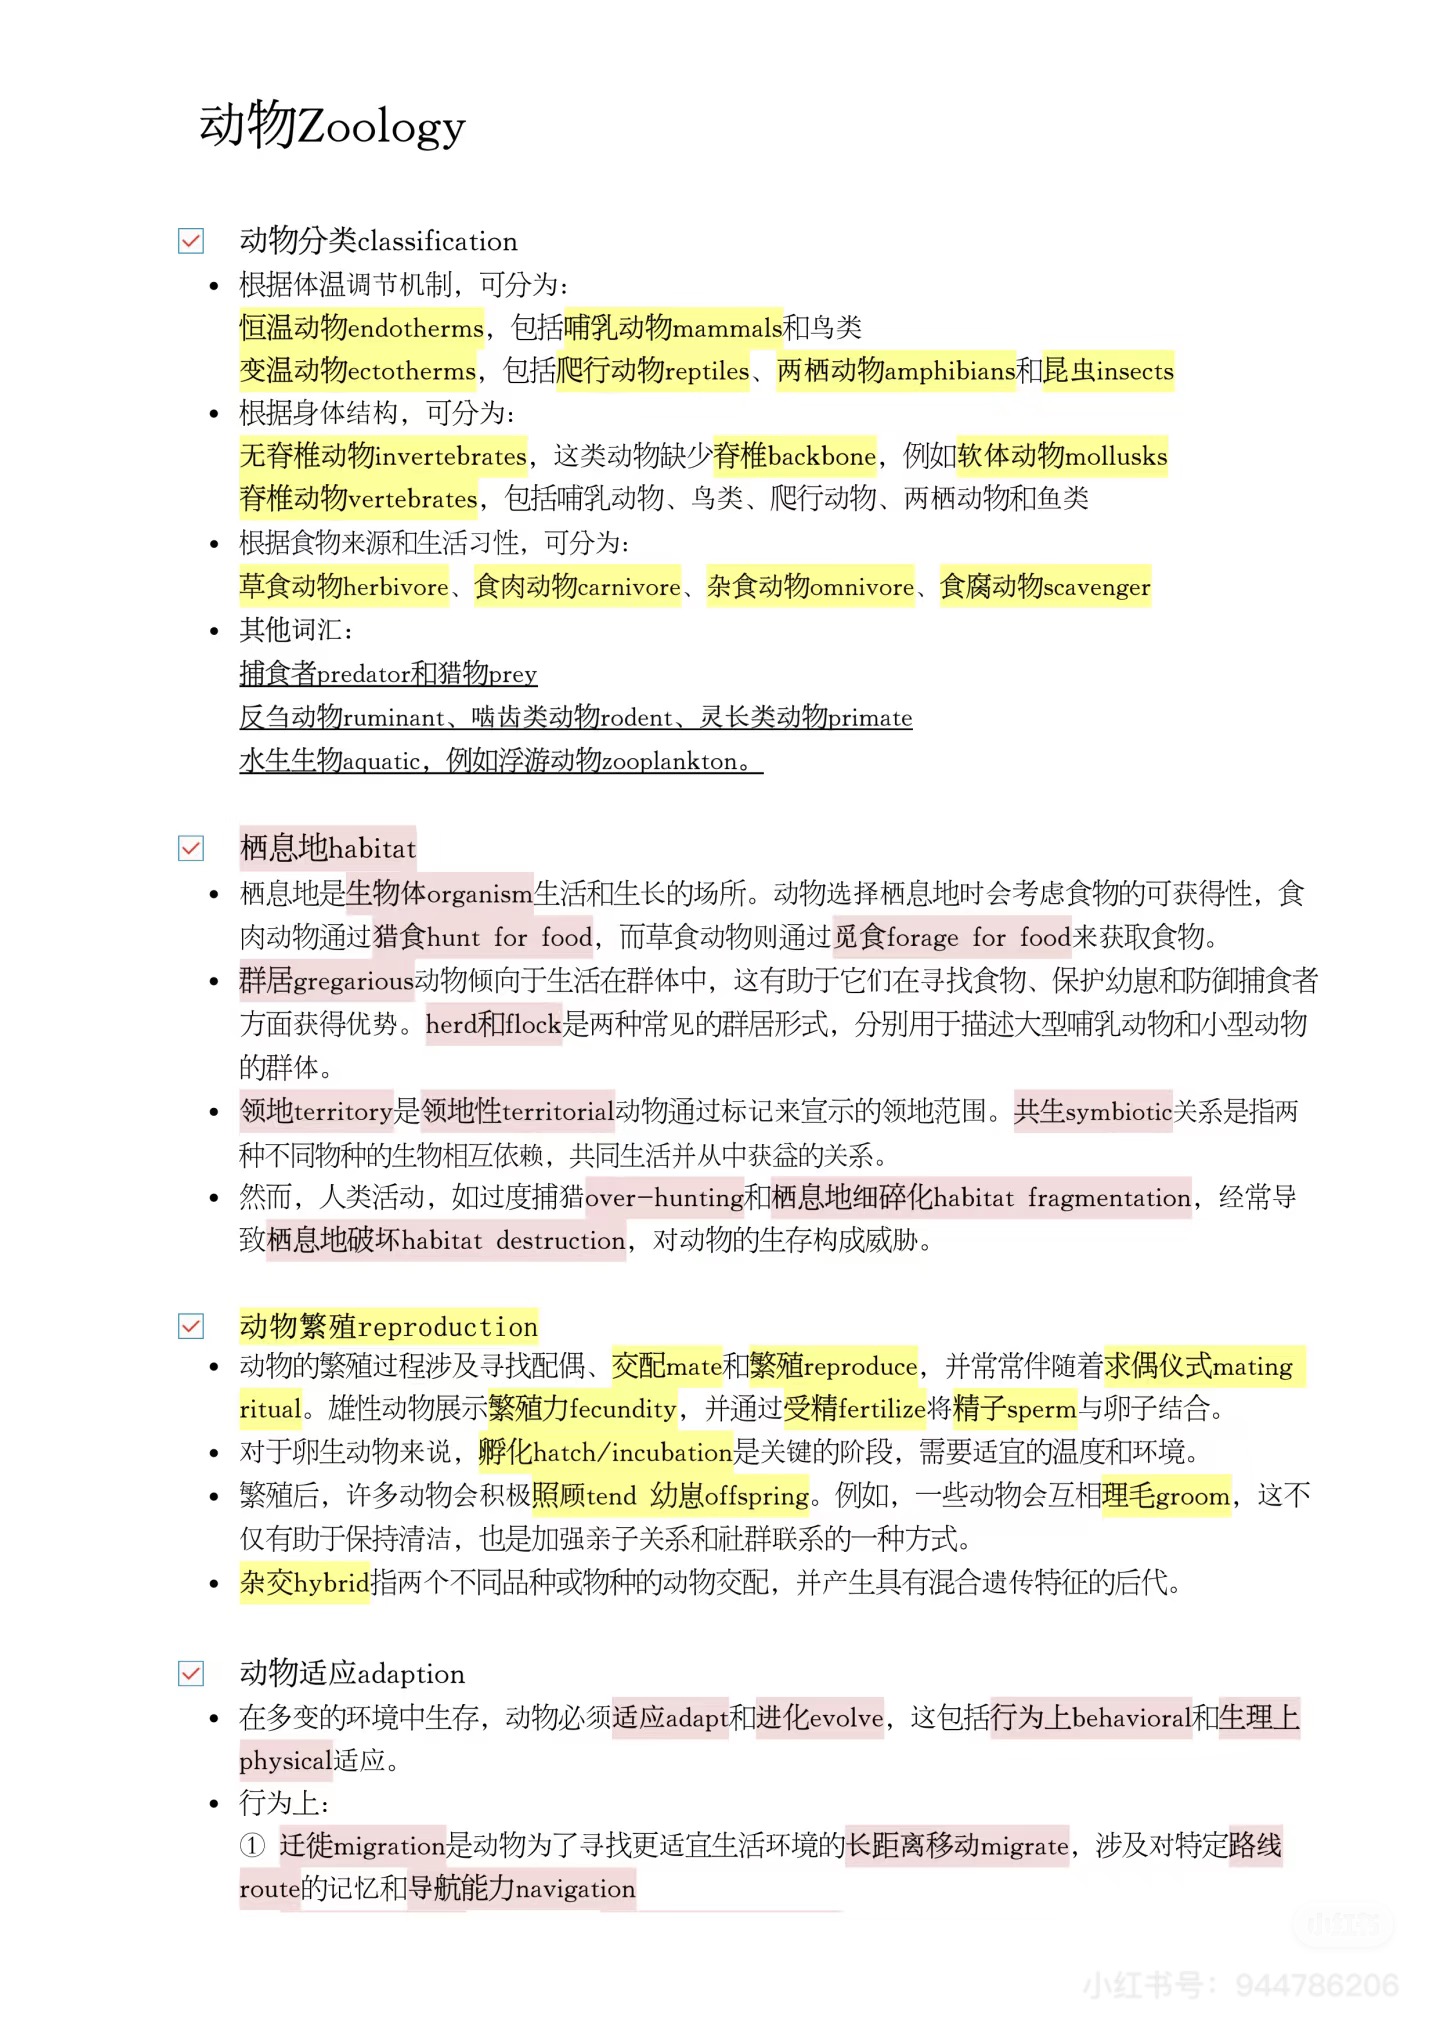 动物Zoology
动物分类classification
• 根据体温调节机制，可分为：
恒温动物endotherms，包括哺乳动物mammals和鸟类
变温动物ectotherms，包括爬行动物reptiles、两栖动物amphibians和昆虫insects
• 根据身体结构，可分为：
无脊椎动物invertebrates，这类动物缺少脊椎backbone，例如软体动物mollusks
脊椎动物vertebrates，包括哺乳动物、鸟类、爬行动物、两栖动物和鱼类
• 根据食物来源和生活习性，可分为：
草食动物herbivore、食肉动物carnivore、杂食动物omnivore、食腐动物scavenger
• 其他词汇：
捕食者predator和猎物prey
反刍动物ruminant、啮齿类动物rodent、灵长类动物primate
水生生物aquatic，例如浮游动物zooplankton。
栖息地habitat
• 栖息地是生物体organism生活和生长的场所。动物选择栖息地时会考虑食物的可获得性，食
肉动物通过猎食hunt for food，而草食动物则通过觅食forage for food来获取食物。
• 群居gregarious动物倾向于生活在群体中，这有助于它们在寻找食物、保护幼崽和防御捕食者
方面获得优势。herd和flock是两种常见的群居形式，分别用于描述大型哺乳动物和小型动物
的群体。
• 领地territory是领地性territorial动物通过标记来宣示的领地范围。共生symbiotic关系是指两
种不同物种的生物相互依赖，共同生活并从中获益的关系。
• 然而，人类活动，如过度捕猎over-hunting和栖息地细碎化habitat fragmentation，经常导
致栖息地破坏habitat destruction，对动物的生存构成威胁。
动物繁殖reproduction
• 动物的繁殖过程涉及寻找配偶、交配mate和繁殖reproduce，并常常伴随着求偶仪式mating
ritual。雄性动物展示繁殖力fecundity，并通过受精fertilize将精子sperm与卵子结合。
• 对于卵生动物来说，孵化hatch/incubation是关键的阶段，需要适宜的温度和环境。
• 繁殖后，许多动物会积极照顾tend 幼崽offspring。例如，一些动物会互相理毛groom，这不
仅有助于保持清洁，也是加强亲子关系和社群联系的一种方式。
• 杂交hybrid指两个不同品种或物种的动物交配，并产生具有混合遗传特征的后代。
动物适应adaption
• 在多变的环境中生存，动物必须适应adapt和进化evolve，这包括行为上behavioral和生理上
physical适应。
• 行为上：
① 迁徙migration是动物为了寻找更适宜生活环境的长距离移动migrate，涉及对特定路线
route的记忆和导航能力navigation
小红书
小红书号：944786206